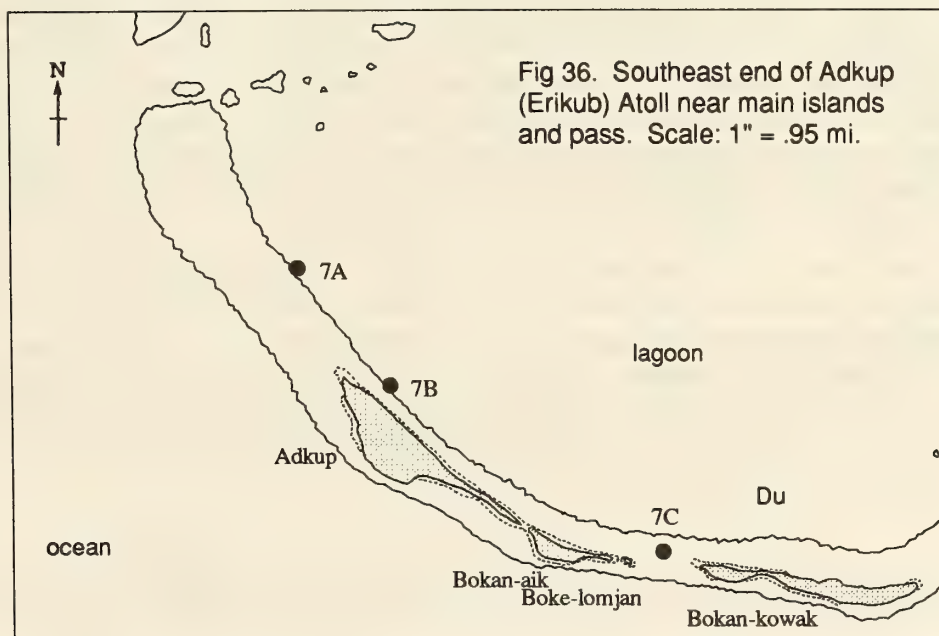 N
Fig 36. Southeast end of Adkup
(Erikub) Atoll near main islands
and pass. Scale: 1" = .95 mi.
7A
lagoon
7B
Adkup
Du
7C
ocean
Bokan-aik
Boke-lomjan
Bokan-kowak